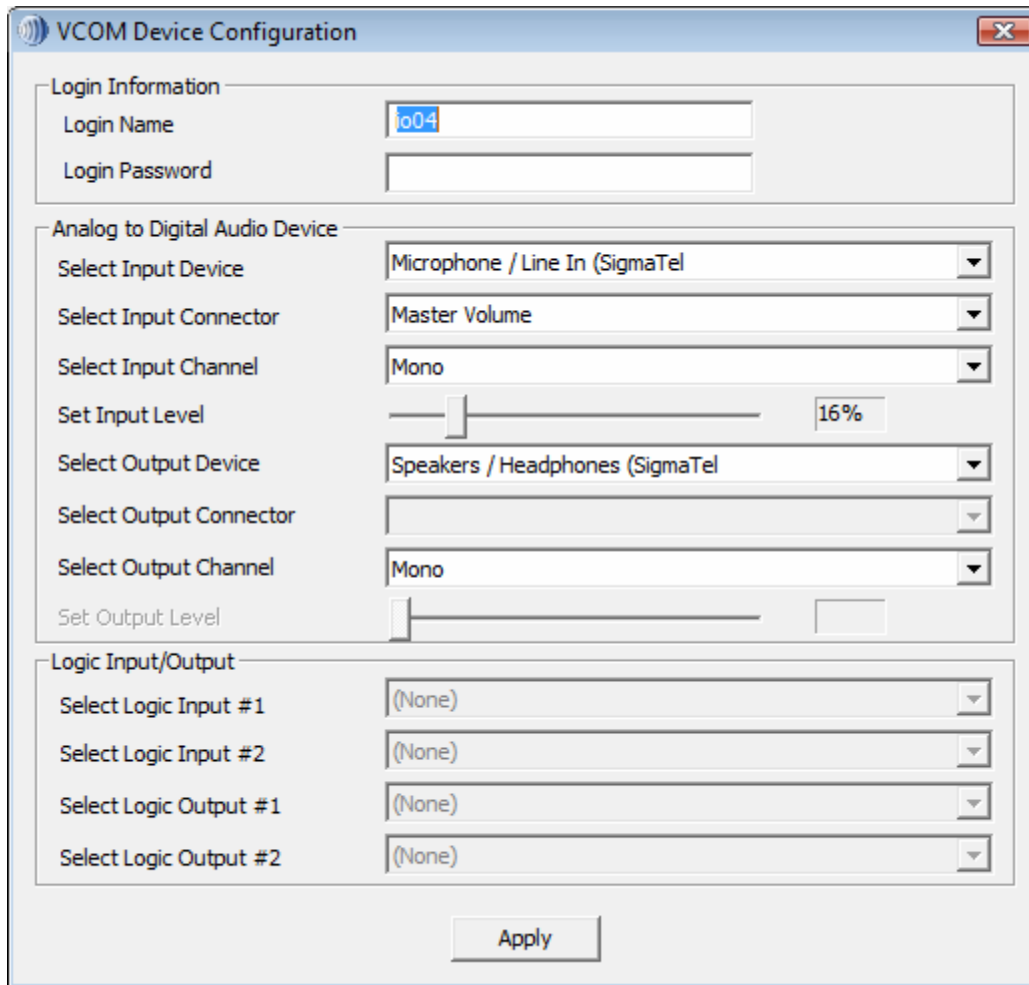 VCOM Device Configuration
Login Information
Login Name io04
Login Password
Analog to Digital Audio Device
Select Input Device Microphone / Line In (SigmaTel
Select Input Connector Master Volume
Select Input Channel Mono
Set Input Level 16%
Select Output Device Speakers / Headphones (SigmaTel
Select Output Connector
Select Output Channel Mono
Set Output Level
Logic Input/Output
Select Logic Input #1 (None)
Select Logic Input #2 (None)
Select Logic Output #1 (None)
Select Logic Output #2 (None)
Apply